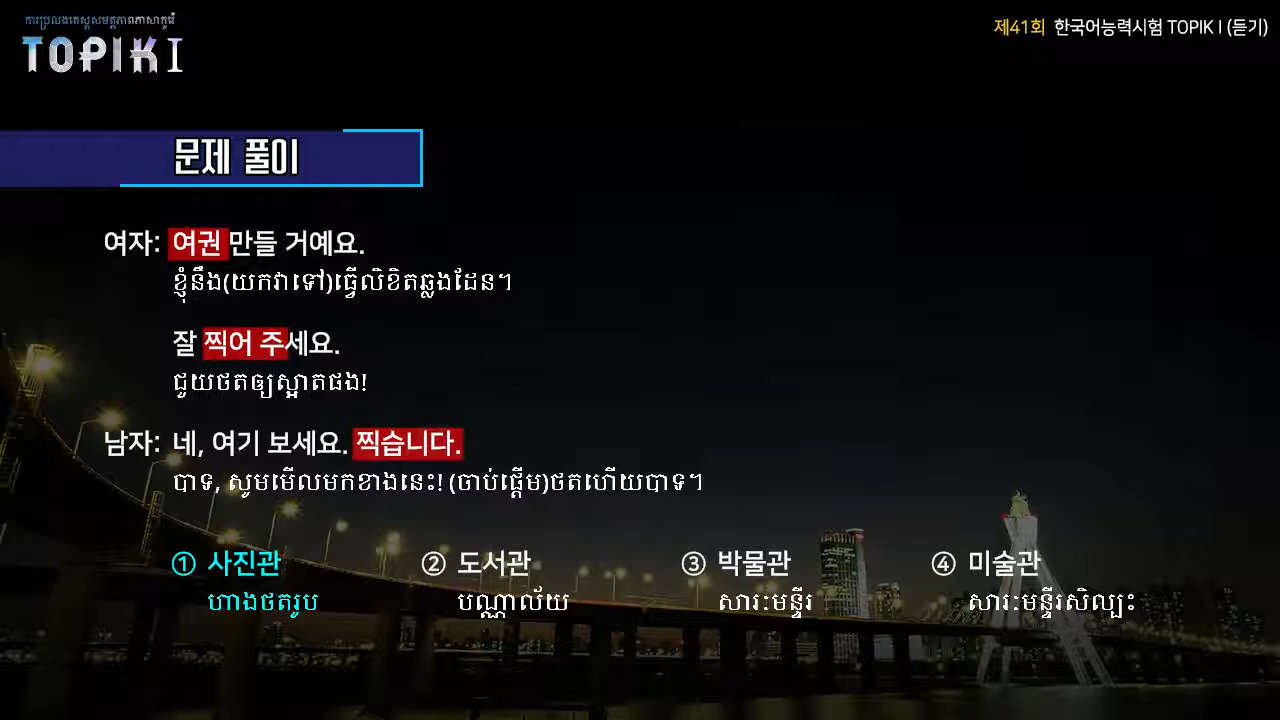 ការប្រលងតេស្តសមត្ថភាពភាសាកូរ៉េ
TOPIK I
제41회 한국어능력시험 TOPIK I (듣기)
문제 풀이
여자: 여권 만들 거예요.
ខ្ញុំនឹង(យកវាទៅ)ធ្វើលិខិតឆ្លងដែន។
잘 찍어 주세요.
ជួយថតឲ្យស្អាតផង!
남자: 네, 여기 보세요. 찍습니다.
បាទ, សូមមើលមកខាងនេះ! (ចាប់ផ្តើម)ថតហើយបាទ។
① 사진관 ② 도서관 ③ 박물관 ④ 미술관
ហាងថតរូប បណ្ណាល័យ សារៈមន្ទីរ សារៈមន្ទីរសិល្បះ